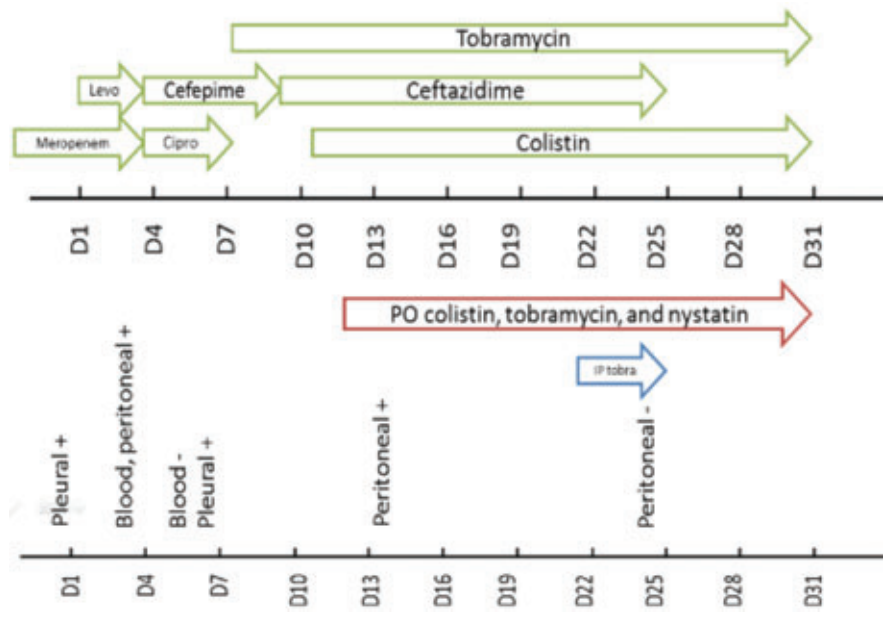 Tobramycin
Levo
Cefepime
Ceftazidime
Meropenem
Cipro
Colistin
D1
D4
D7
D10
D13
D16
D19
D22
D25
D28
D31
PO colistin, tobramycin, and nystatin
IP tobra
Pleural +
Blood, peritoneal +
Blood -
Pleural +
Peritoneal +
Peritoneal -
D1
D4
D7
D10
D13
D16
D19
D22
D25
D28
D31